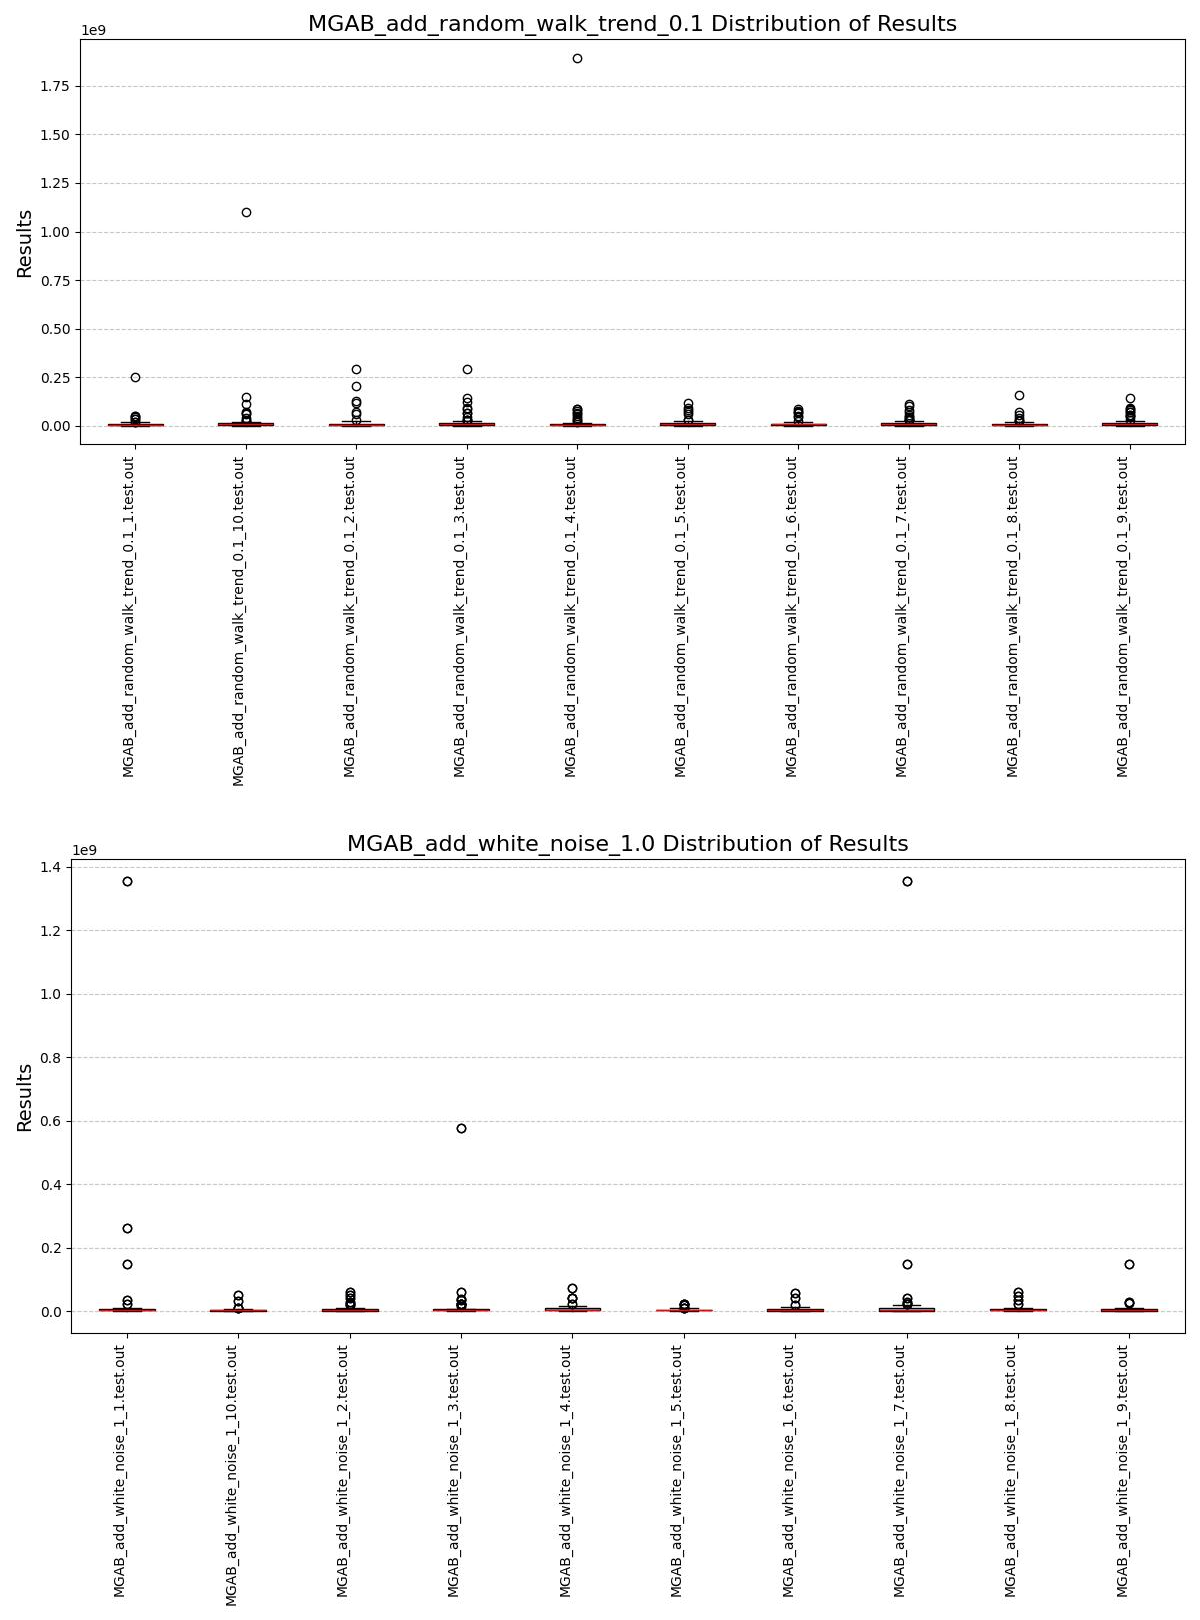 MGAB_add_random_walk_trend_0.1 Distribution of Results
1e9
1.75
1.50
1.25
1.00
0.75
0.50
0.25
0.00
Results
MGAB_add_random_walk_trend_0.1_1.test.out
MGAB_add_random_walk_trend_0.1_10.test.out
MGAB_add_random_walk_trend_0.1_2.test.out
MGAB_add_random_walk_trend_0.1_3.test.out
MGAB_add_random_walk_trend_0.1_4.test.out
MGAB_add_random_walk_trend_0.1_5.test.out
MGAB_add_random_walk_trend_0.1_6.test.out
MGAB_add_random_walk_trend_0.1_7.test.out
MGAB_add_random_walk_trend_0.1_8.test.out
MGAB_add_random_walk_trend_0.1_9.test.out
MGAB_add_white_noise_1.0 Distribution of Results
1e9
1.4
1.2
1.0
0.8
0.6
0.4
0.2
0.0
Results
MGAB_add_white_noise_1_1.test.out
MGAB_add_white_noise_1_10.test.out
MGAB_add_white_noise_1_2.test.out
MGAB_add_white_noise_1_3.test.out
MGAB_add_white_noise_1_4.test.out
MGAB_add_white_noise_1_5.test.out
MGAB_add_white_noise_1_6.test.out
MGAB_add_white_noise_1_7.test.out
MGAB_add_white_noise_1_8.test.out
MGAB_add_white_noise_1_9.test.out